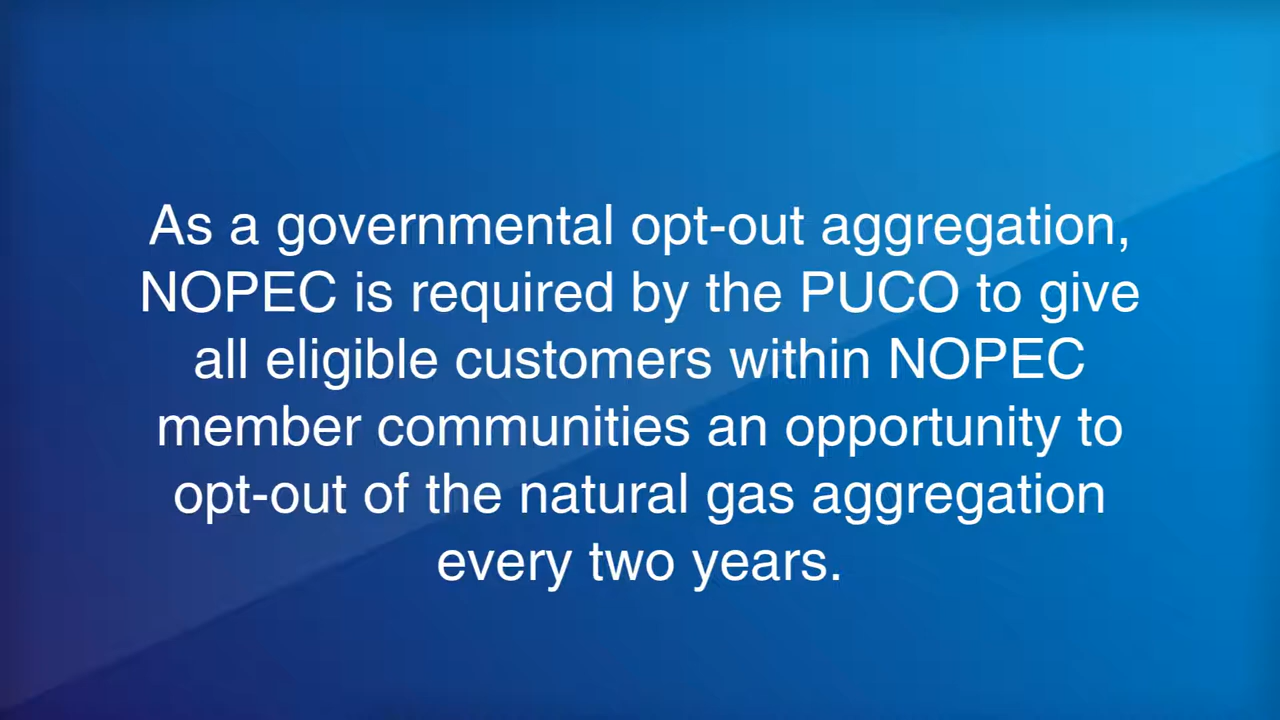 As a governmental opt-out aggregation,
NOPEC is required by the PUCO to give
all eligible customers within NOPEC
member communities an opportunity to
opt-out of the natural gas aggregation
every two years.